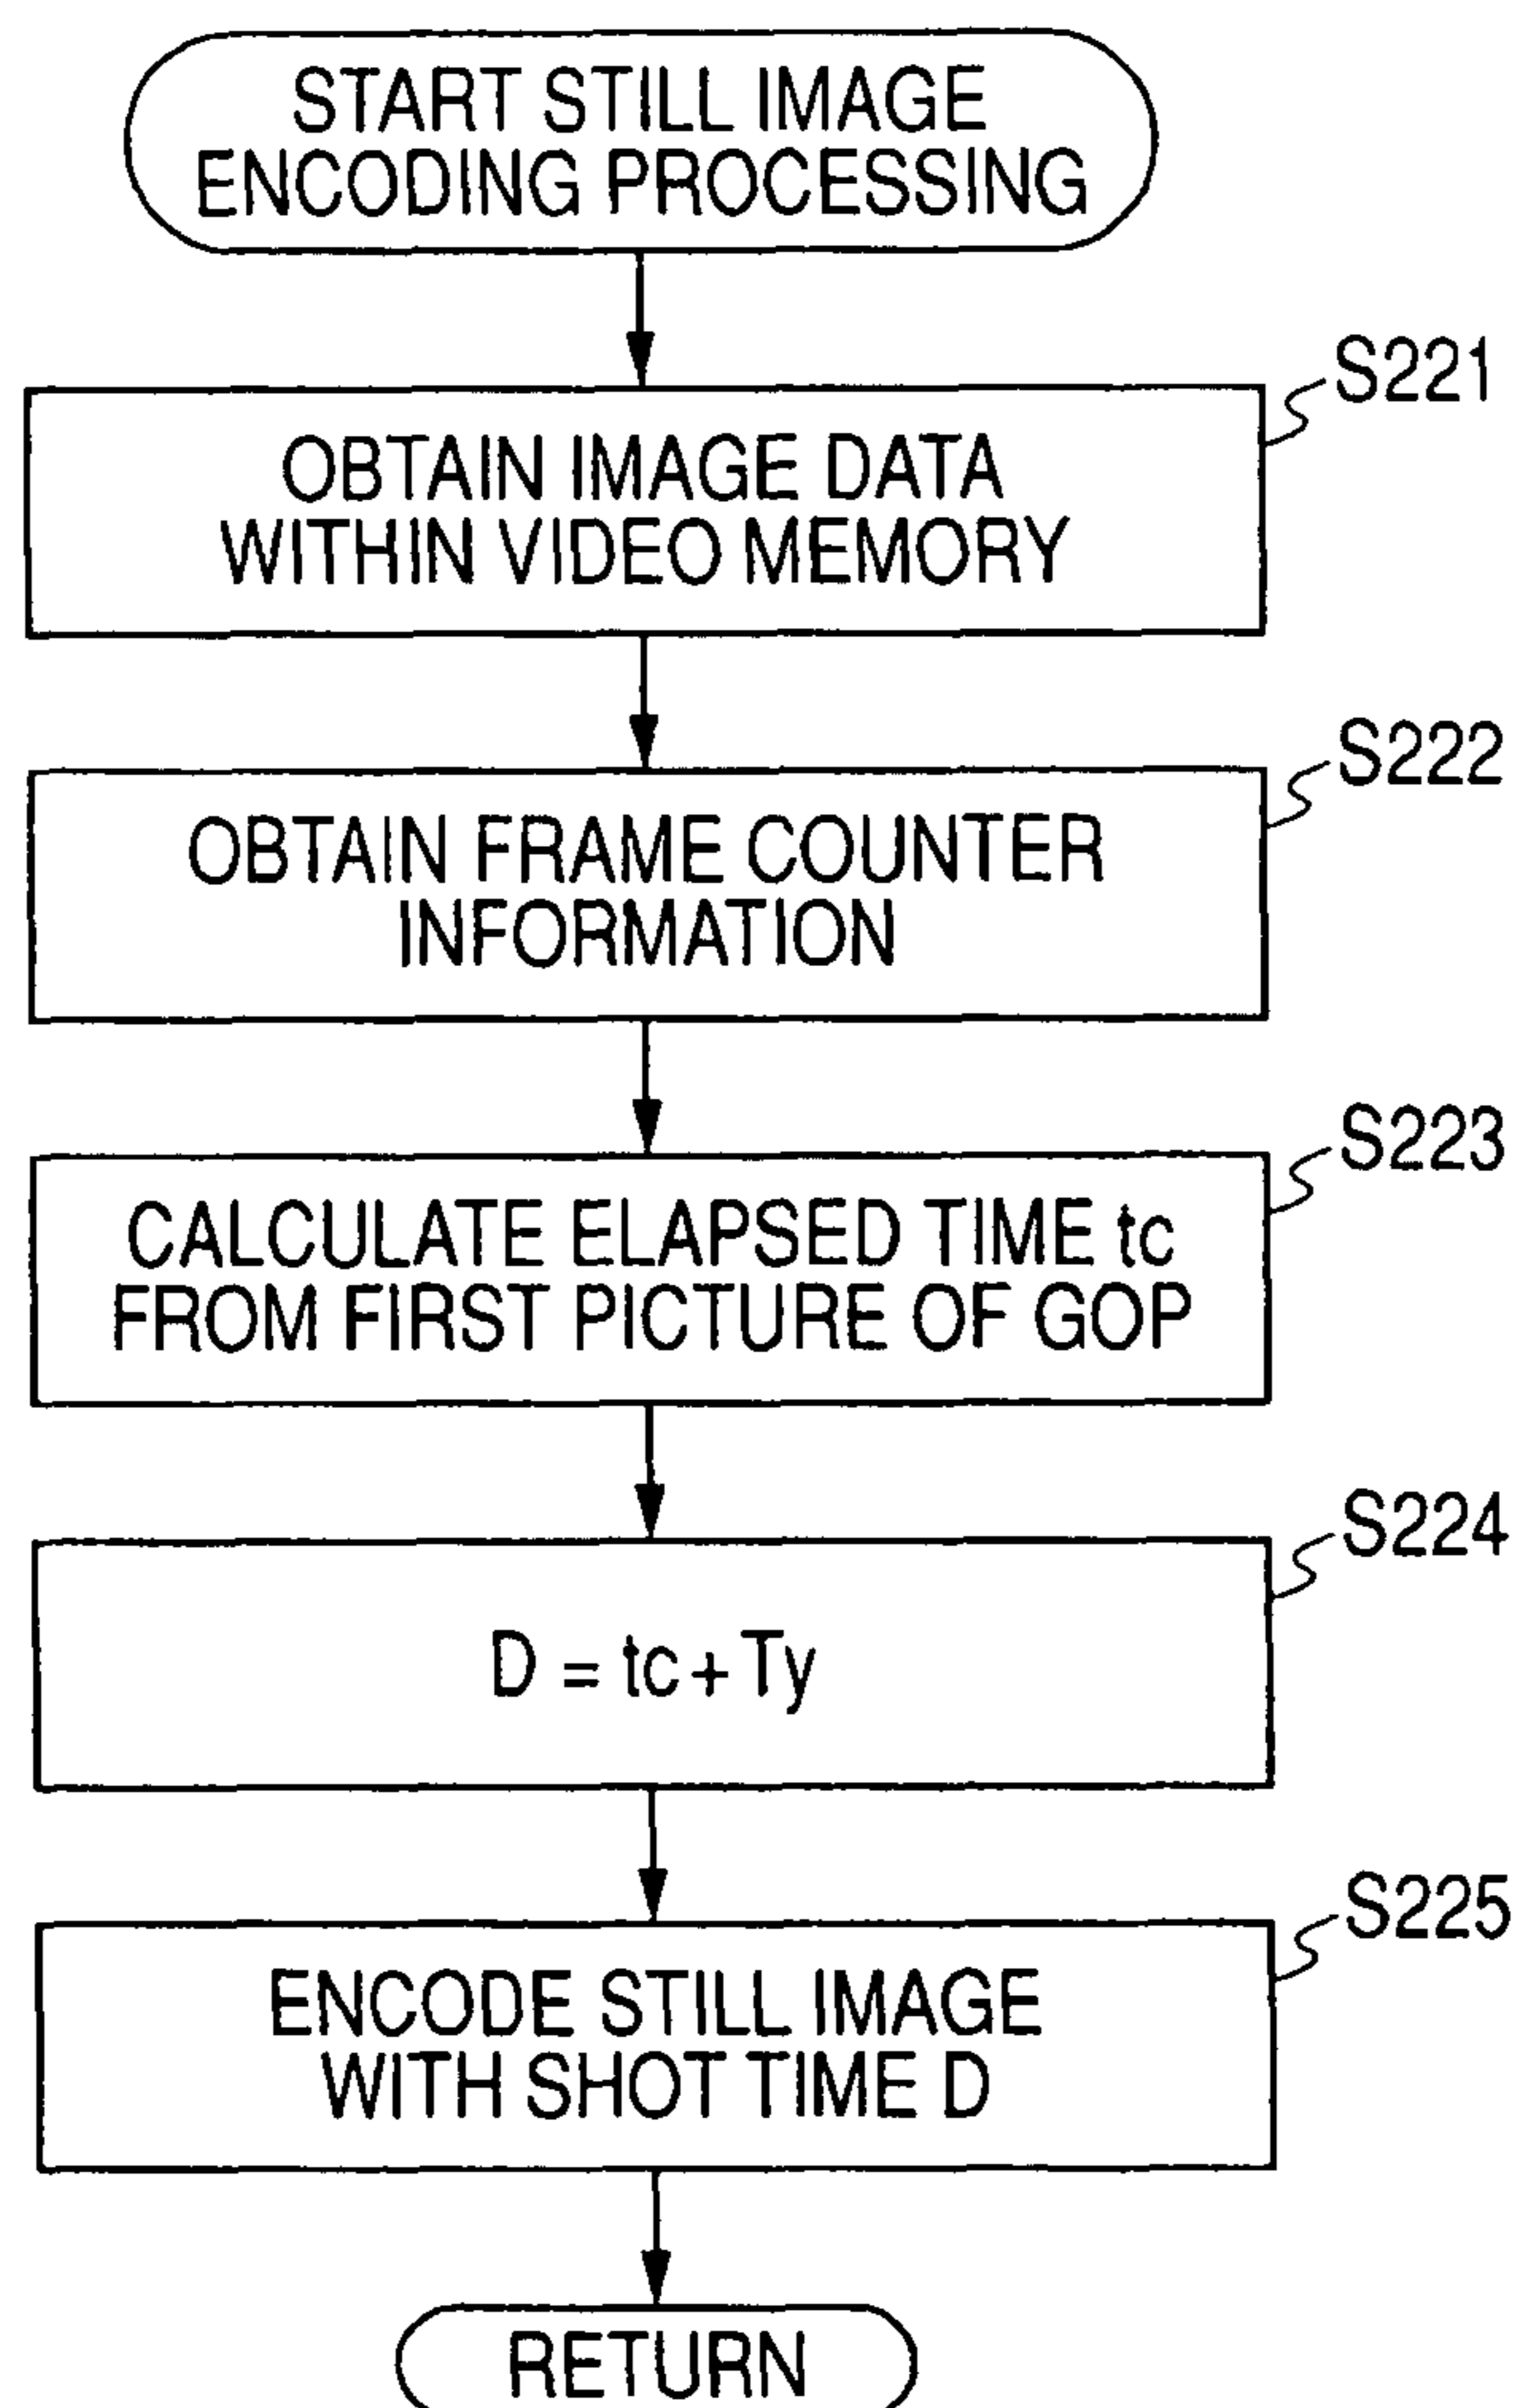 START STILL IMAGE
ENCODING PROCESSING
S221
OBTAIN IMAGE DATA
WITHIN VIDEO MEMORY
S222
OBTAIN FRAME COUNTER
INFORMATION
S223
CALCULATE ELAPSED TIME tc
FROM FIRST PICTURE OF GOP
S224
D = tc + Ty
S225
ENCODE STILL IMAGE
WITH SHOT TIME D
RETURN